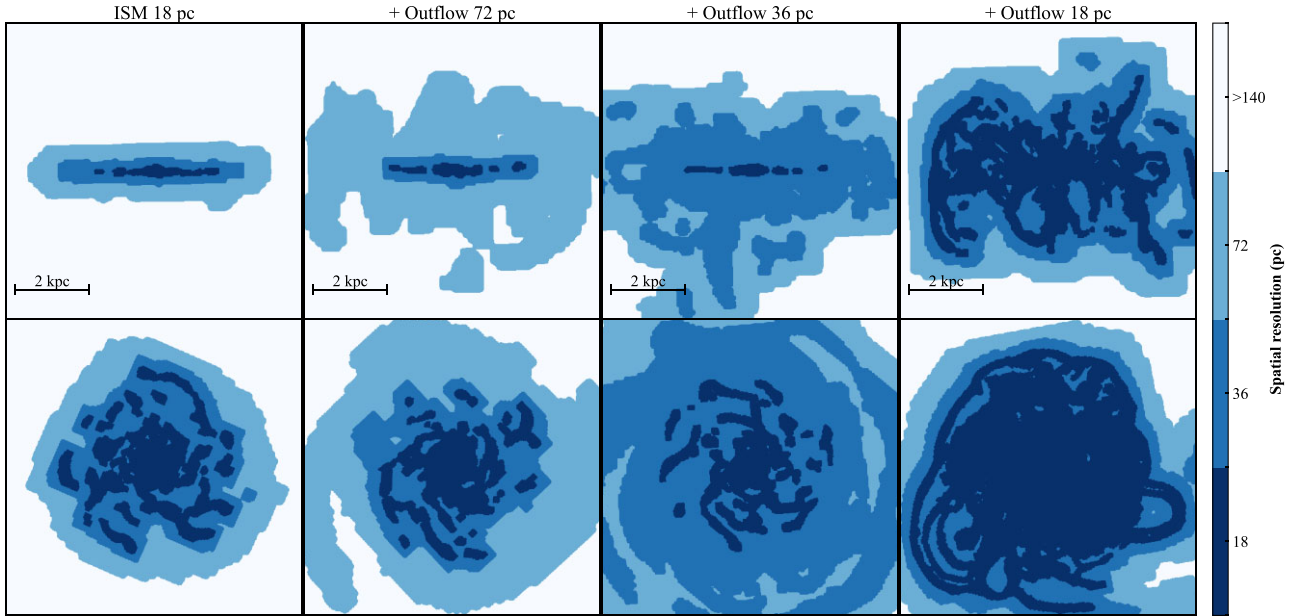 ISM 18 pc
+ Outflow 72 pc
+ Outflow 36 pc
+ Outflow 18 pc
2 kpc
2 kpc
2 kpc
2 kpc
>140
72
36
18
Spatial resolution (pc)